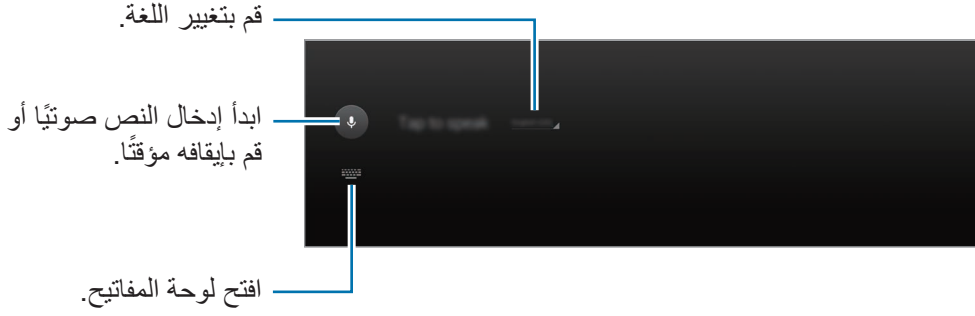 قم بتغيير اللغة.
ابدأ إدخال النص صوتيًا أو
قم بإيقافه مؤقتًا.
Tap to speak
افتح لوحة المفاتيح.